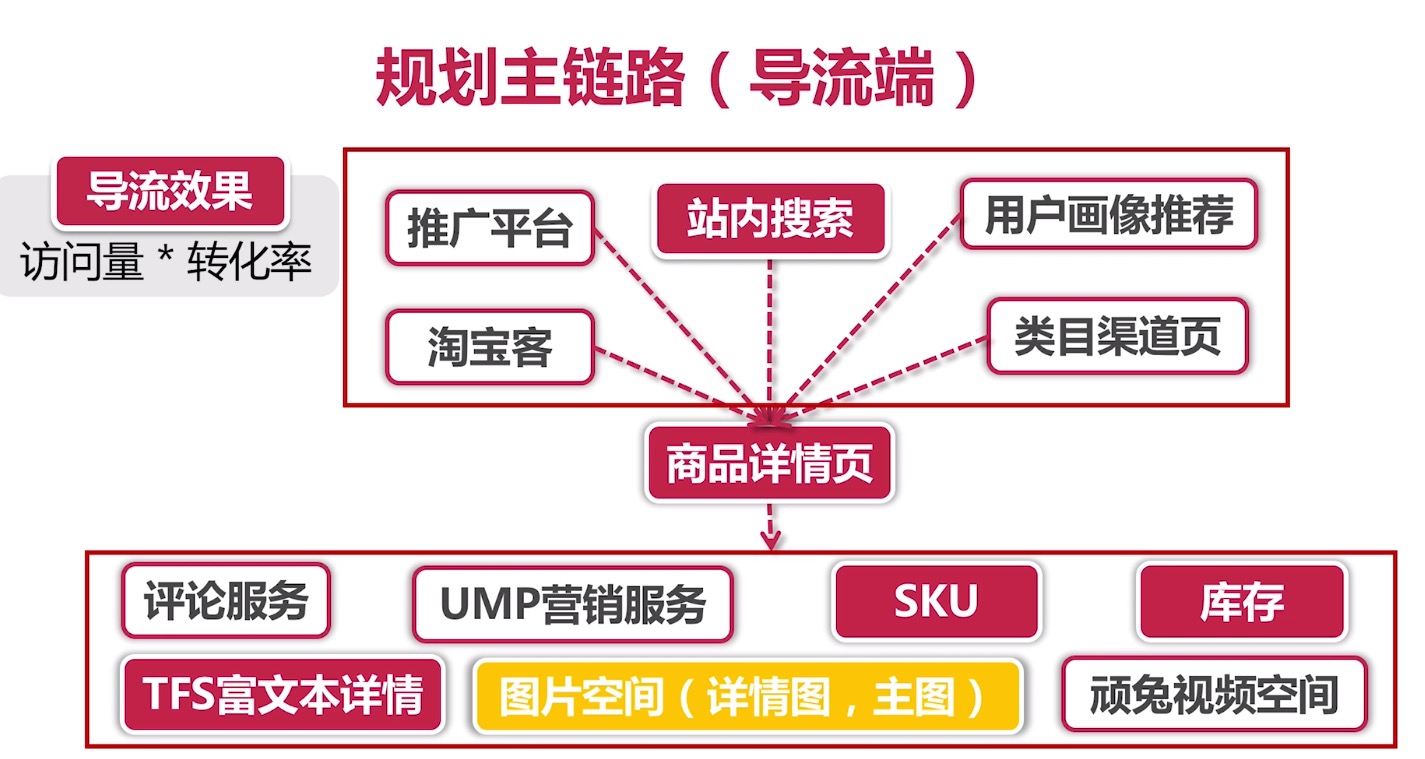 规划主链路（导流端）
导流效果
访问量 * 转化率
推广平台
站内搜索
用户画像推荐
淘宝客
类目渠道页
商品详情页
评论服务
UMP营销服务
SKU
库存
TFS富文本详情
图片空间（详情图，主图）
顽兔视频空间